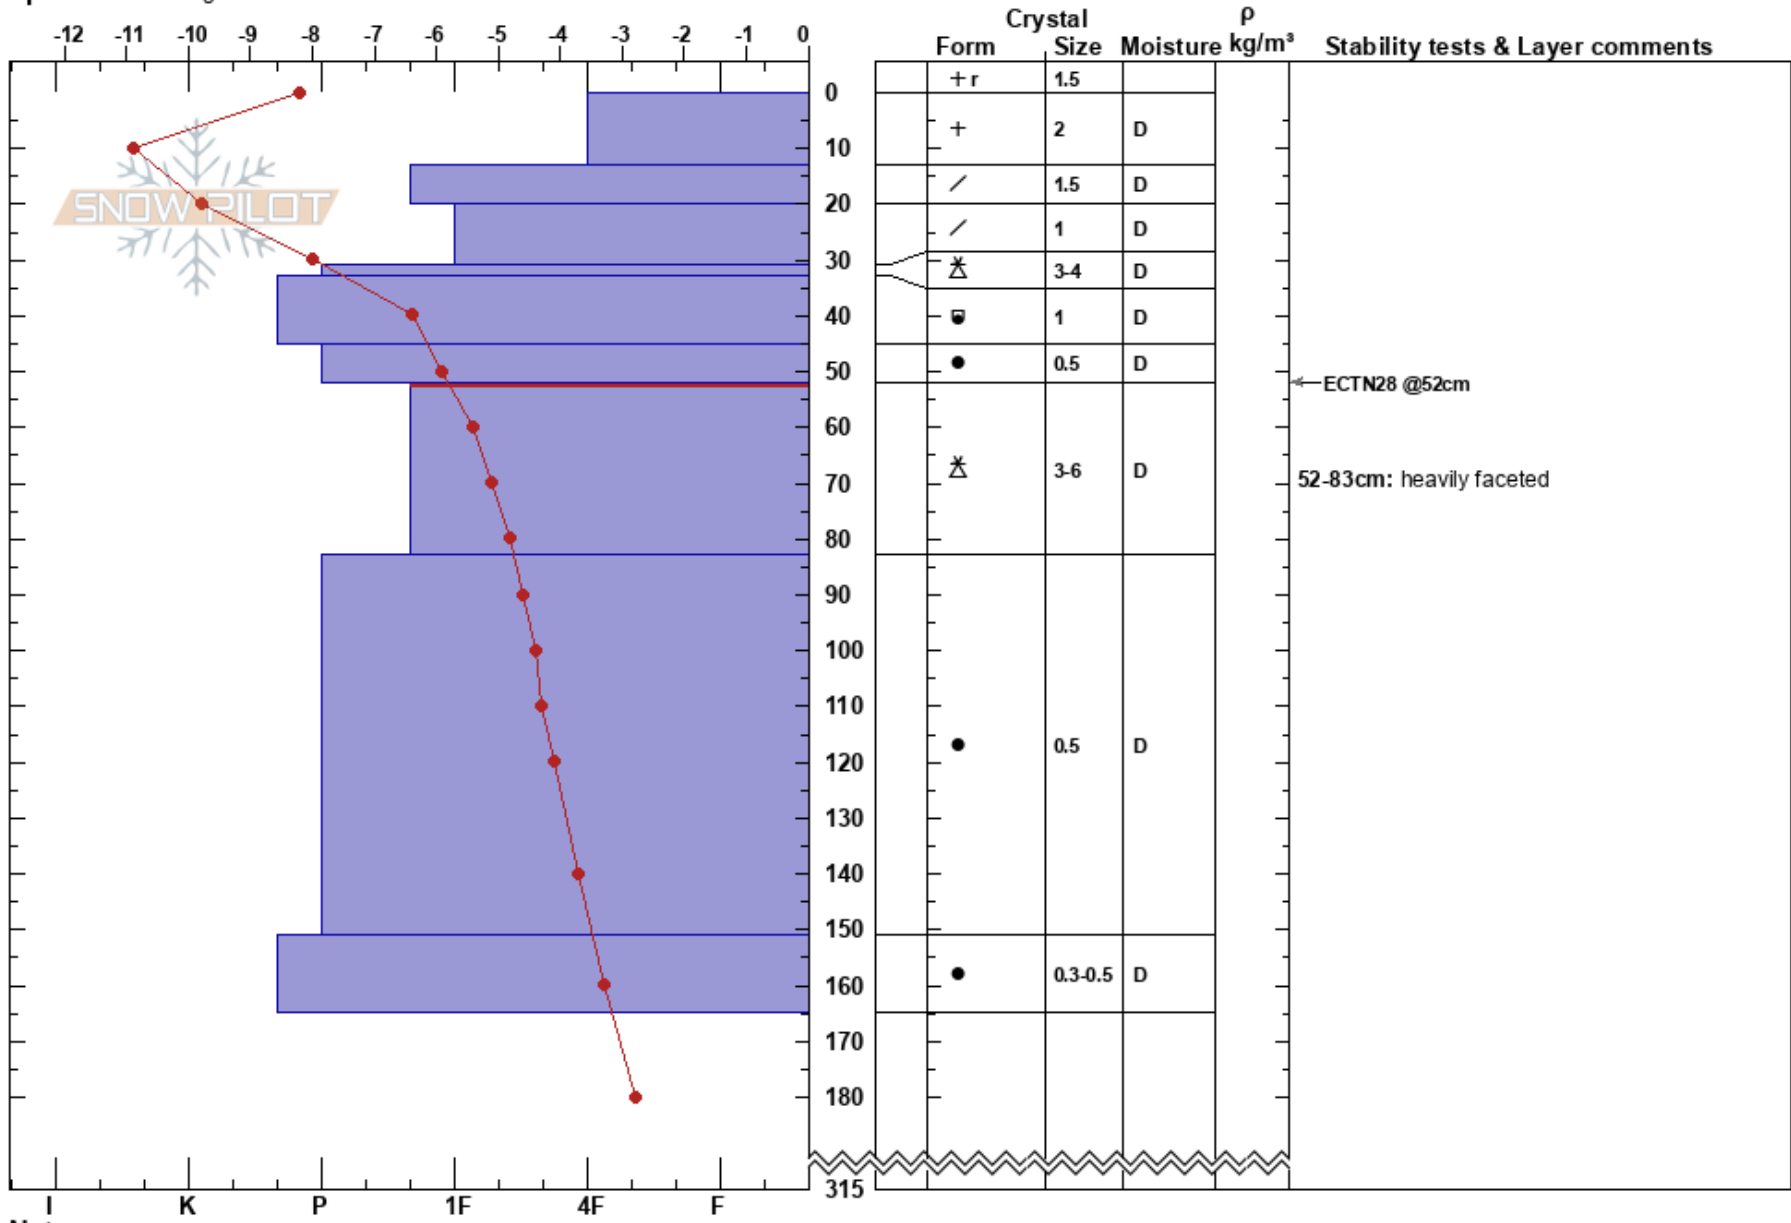 Crystal ρ
-12 -11 -10 -9 -8 -7 -6 -5 -4 -3 -2 -1 0 Form Size Moisture kg/m³ Stability tests & Layer comments
+ r 1.5
0
+ 2 D
10
/ 1.5 D
SNOW PILOT 20
/ 1 D
30
3-4 D
40 1 D
0.5 D
50
ECTN28 @52cm
60
3-6 D
70 52-83cm: heavily faceted
80
90
100
110
0.5 D
120
130
140
150
0.3-0.5 D
160
170
180
315
I K P 1F 4F F